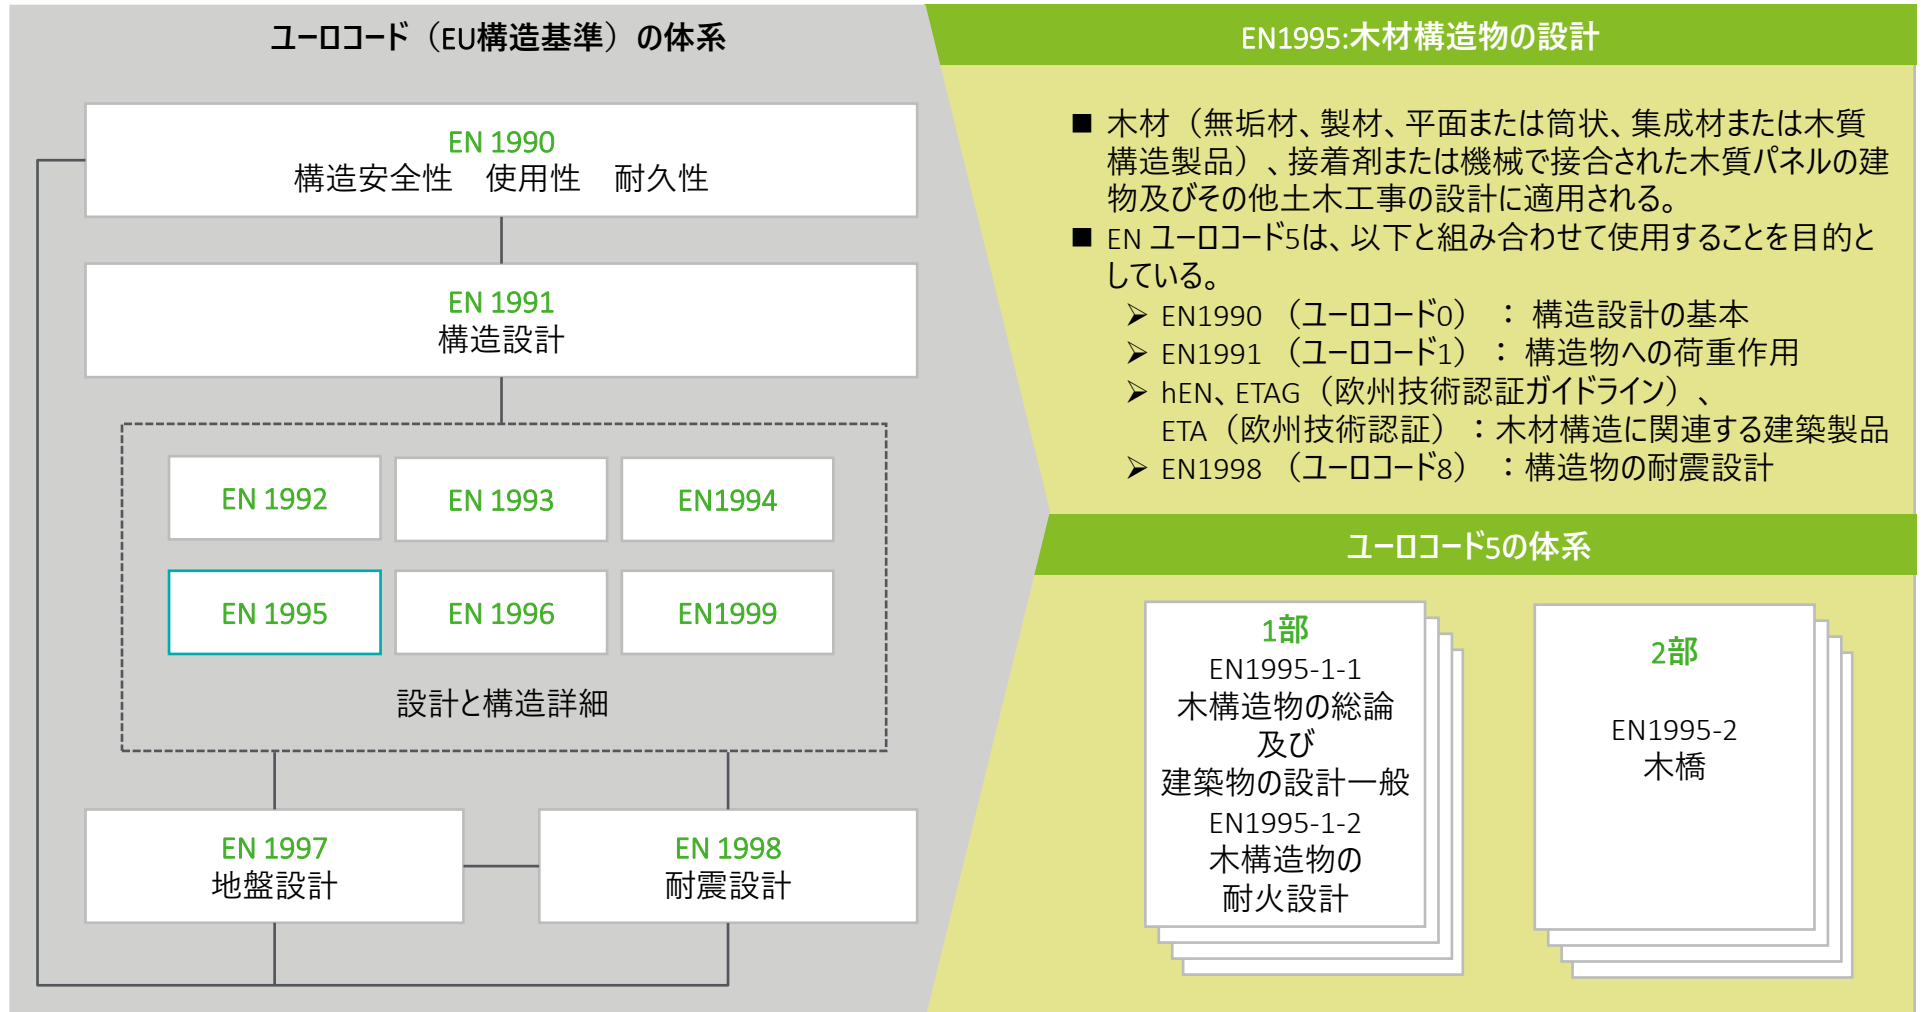 ユーロコード（EU構造基準）の体系
EN 1990
構造安全性　使用性　耐久性
EN 1991
構造設計
EN 1992
EN 1993
EN1994
EN 1995
EN 1996
EN1999
設計と構造詳細
EN 1997
地盤設計
EN 1998
耐震設計
EN1995:木材構造物の設計
■ 木材（無垢材、製材、平面または筒状、集成材または木質
構造製品）、接着剤または機械で接合された木質パネルの建
物及びその他土木工事の設計に適用される。
■ EN ユーロコード5は、以下と組み合わせて使用することを目的と
している。
➢ EN1990 （ユーロコード0） ： 構造設計の基本
➢ EN1991 （ユーロコード1） ： 構造物への荷重作用
➢ hEN、ETAG（欧州技術認証ガイドライン）、
ETA（欧州技術認証）：木材構造に関連する建築製品
➢ EN1998 （ユーロコード8） ：構造物の耐震設計
ユーロコード5の体系
1部
EN1995-1-1
木構造物の総論
及び
建築物の設計一般
EN1995-1-2
木構造物の
耐火設計
2部
EN1995-2
木橋